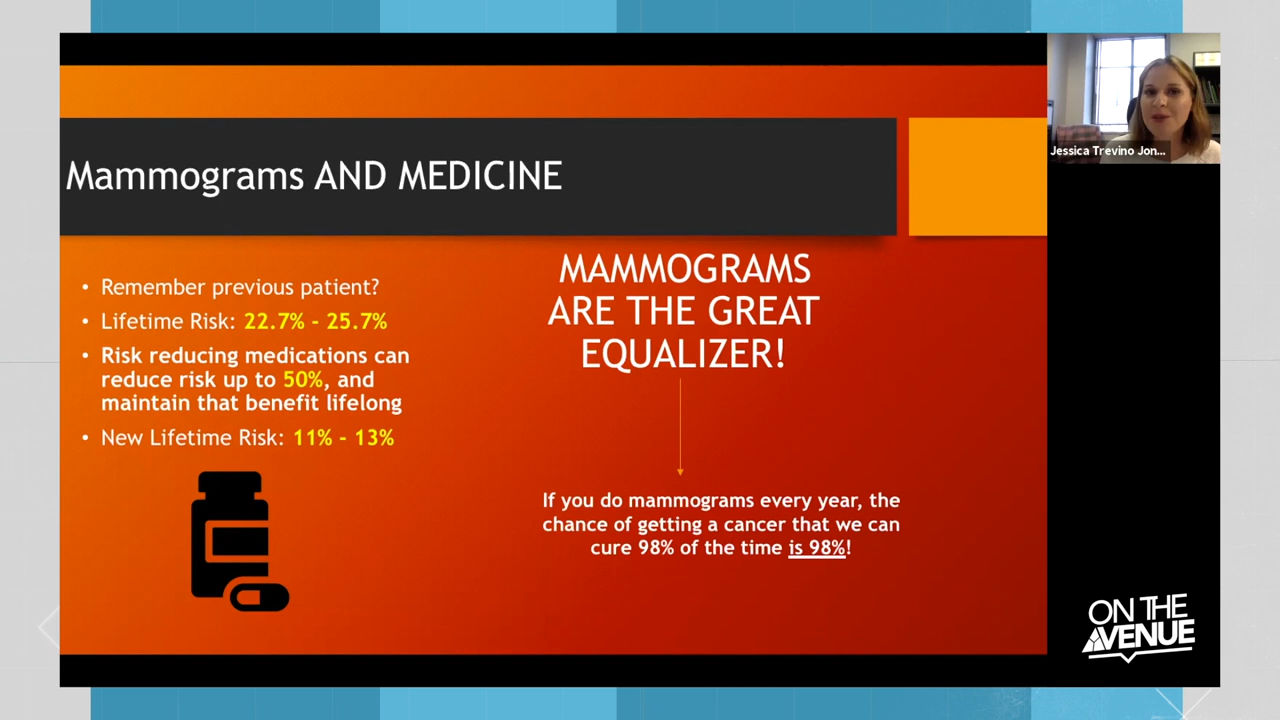 Mammograms AND MEDICINE
• Remember previous patient?
• Lifetime Risk: 22.7% - 25.7%
• Risk reducing medications can
reduce risk up to 50%, and
maintain that benefit lifelong
• New Lifetime Risk: 11% - 13%
MAMMOGRAMS
ARE THE GREAT
EQUALIZER!
If you do mammograms every year, the
chance of getting a cancer that we can
cure 98% of the time is 98%!
Jessica Trevino Jon...
ON THE
AVENUE